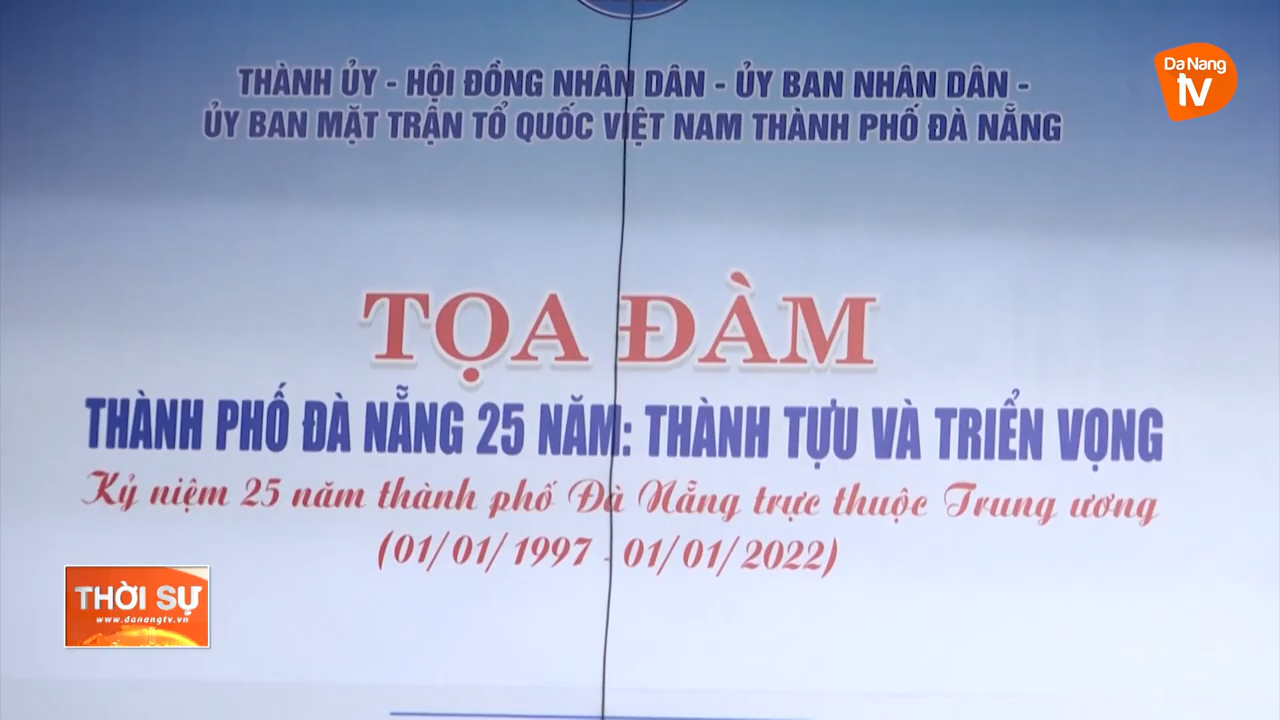 Da Nang
tv
THÀNH ỦY - HỘI ĐỒNG NHÂN DÂN - ỦY BAN NHÂN DÂN -
ỦY BAN MẶT TRẬN TỔ QUỐC VIỆT NAM THÀNH PHỐ ĐÀ NẴNG
TỌA ĐÀM
THÀNH PHỐ ĐÀ NẴNG 25 NĂM: THÀNH TỰU VÀ TRIỂN VỌNG
Kỷ niệm 25 năm thành phố Đà Nẵng trực thuộc Trung ương
(01/01/1997 - 01/01/2022)
THỜI SỰ
www.danangtv.vn